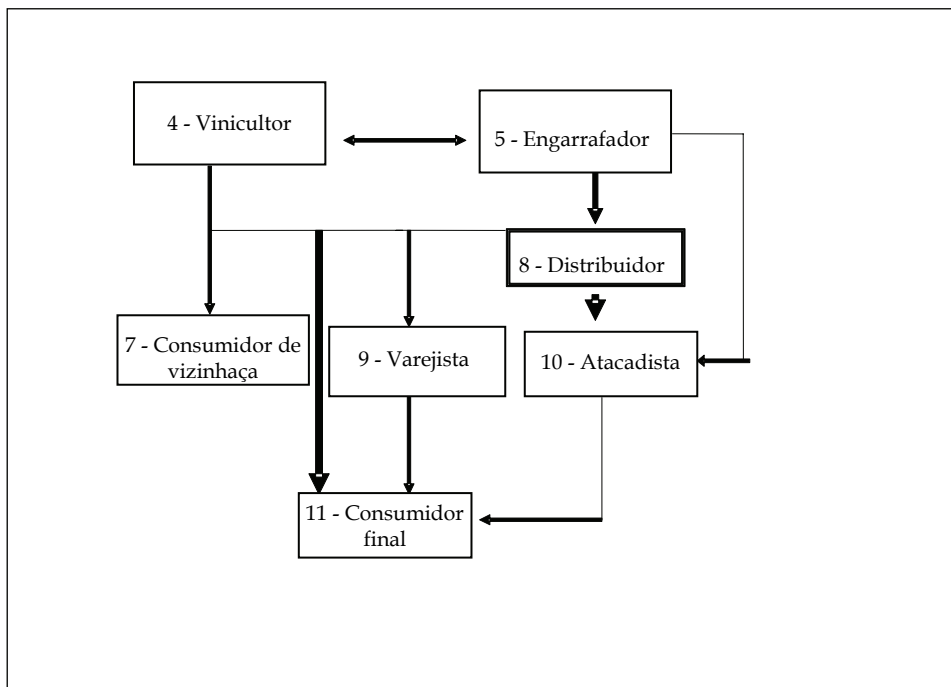 4 - Vinicultor
5 - Engarrafador
8 - Distribuidor
7 - Consumidor de
vizinhaça
9 - Varejista
10 - Atacadista
11 - Consumidor
final